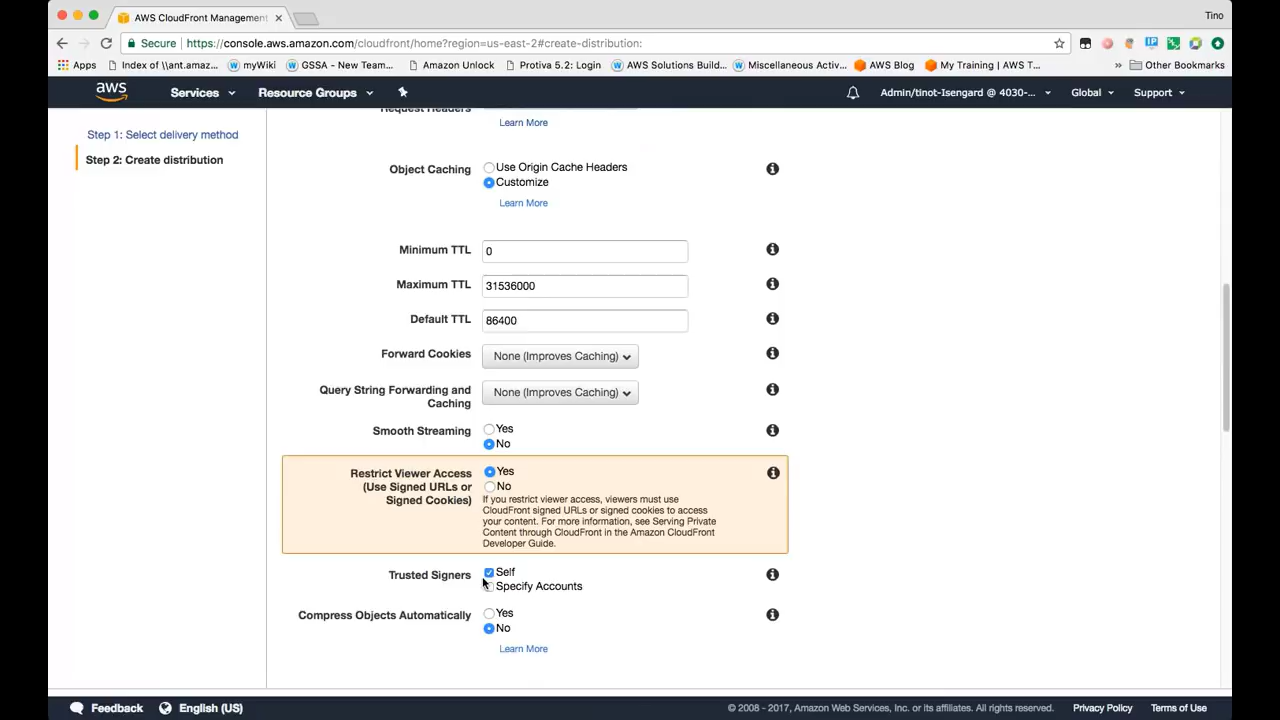 AWS CloudFront Management
Tino
Secure
https://console.aws.amazon.com/cloudfront/home?region=us-east-2#create-distribution:
Apps
Index of \\ant.amaz...
myWiki
GSSA - New Team...
Amazon Unlock
Protiva 5.2: Login
AWS Solutions Build...
Miscellaneous Activ...
AWS Blog
My Training | AWS T...
»
Other Bookmarks
aws
Services
Resource Groups
Admin/tinot-Isengard @ 4030-...
Global
Support
Step 1: Select delivery method
Step 2: Create distribution
Request Headers
Learn More
Object Caching
Use Origin Cache Headers
Customize
Learn More
Minimum TTL
0
Maximum TTL
31536000
Default TTL
86400
Forward Cookies
None (Improves Caching)
Query String Forwarding and
Caching
None (Improves Caching)
Smooth Streaming
Yes
No
Restrict Viewer Access
(Use Signed URLs or
Signed Cookies)
Yes
No
If you restrict viewer access, viewers must use
CloudFront signed URLs or signed cookies to access
your content. For more information, see Serving Private
Content through CloudFront in the Amazon CloudFront
Developer Guide.
Trusted Signers
Self
Specify Accounts
Compress Objects Automatically
Yes
No
Learn More
Feedback
English (US)
© 2008 - 2017, Amazon Web Services, Inc. or its affiliates. All rights reserved.
Privacy Policy
Terms of Use